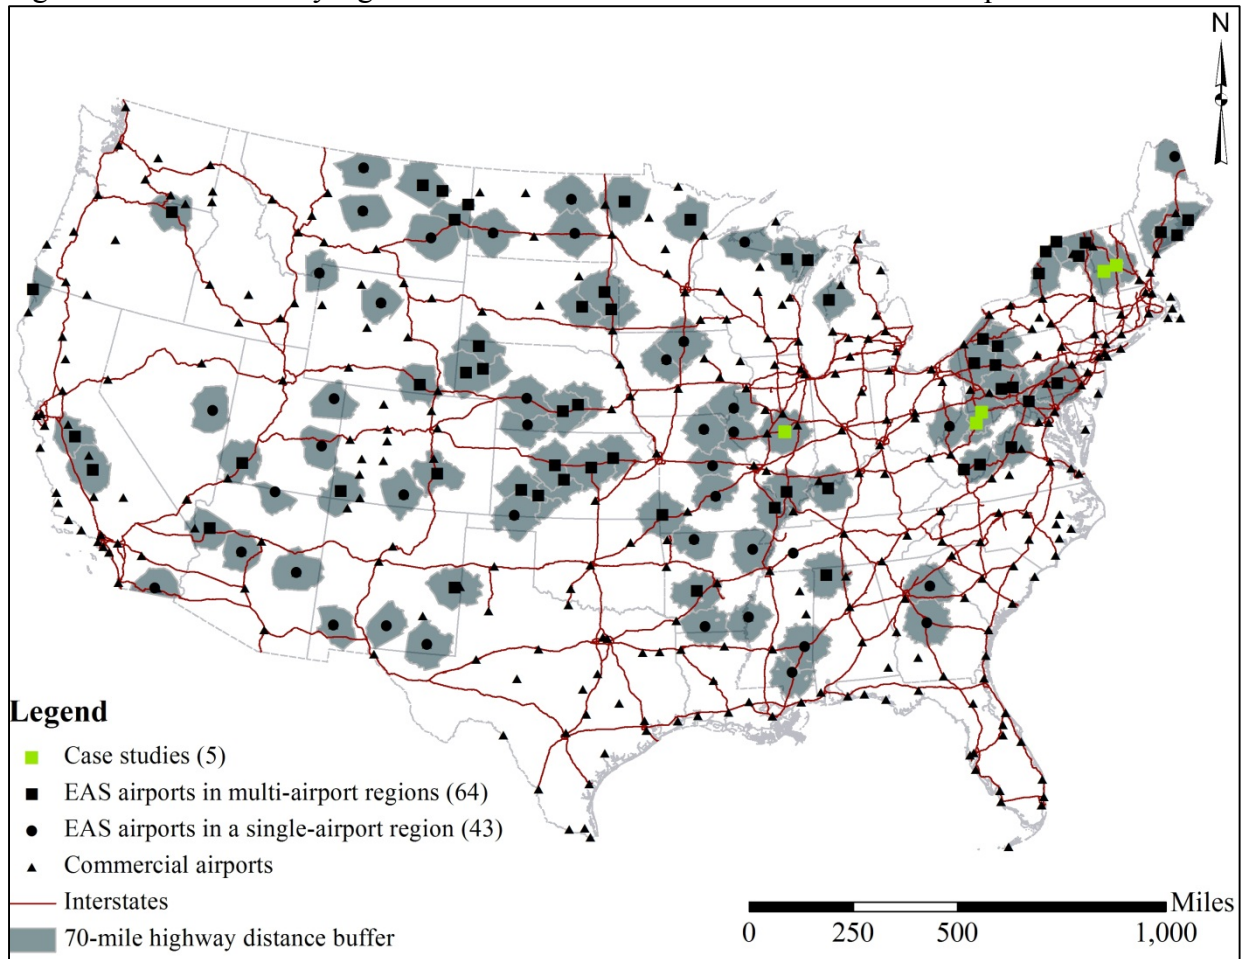 N
Legend
Case studies (5)
EAS airports in multi-airport regions (64)
EAS airports in a single-airport region (43)
Commercial airports
Interstates
70-mile highway distance buffer
Miles
0 250 500 1,000